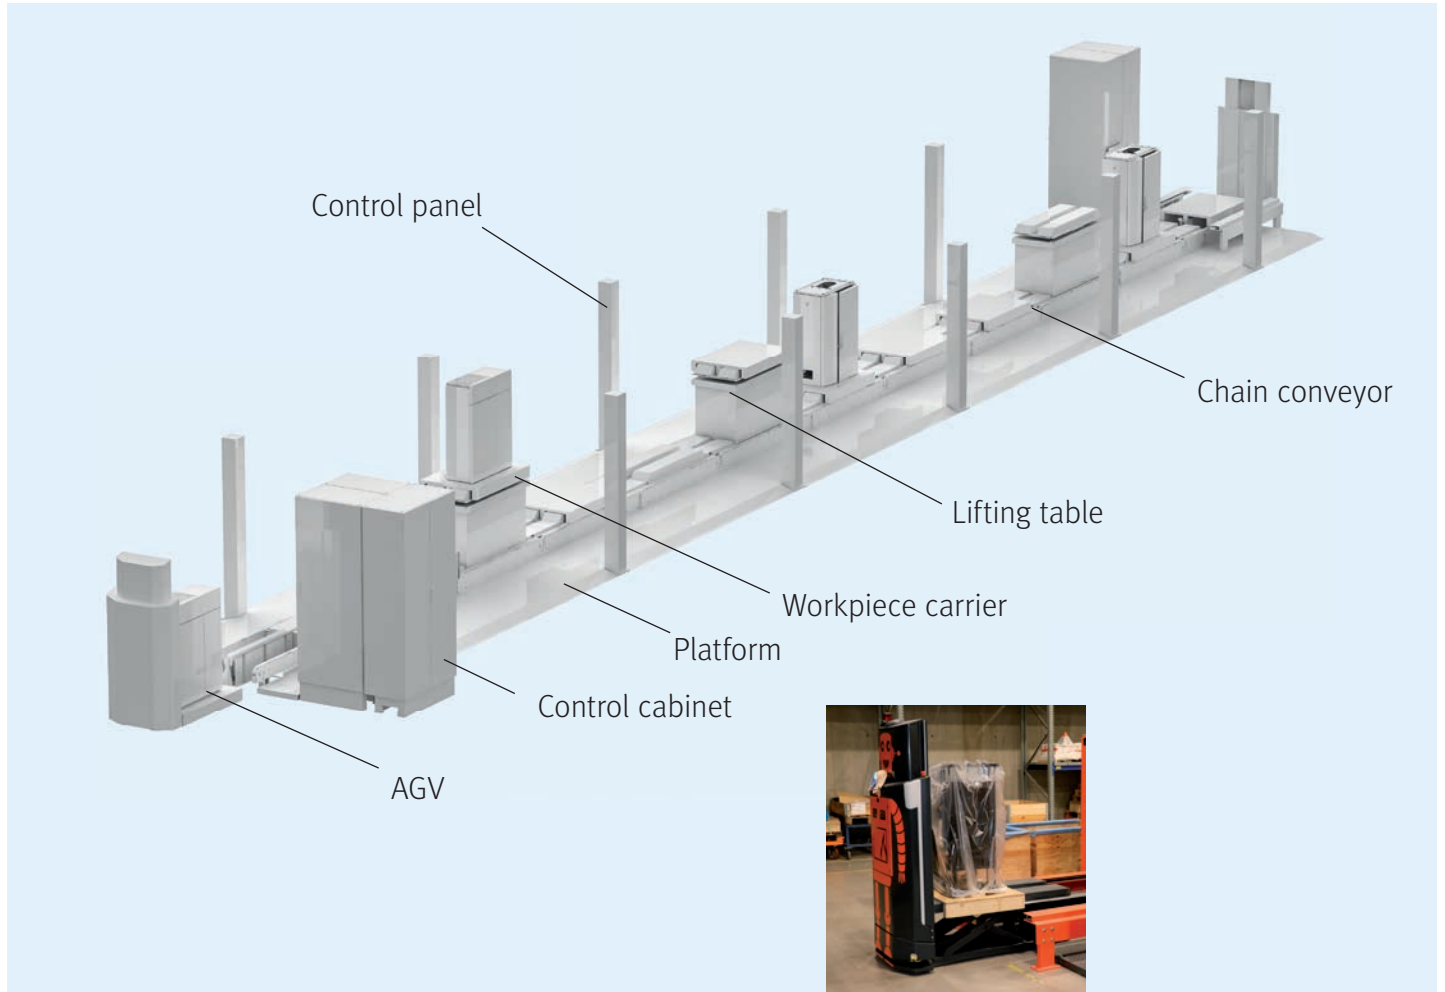 Control panel
Chain conveyor
Lifting table
Workpiece carrier
Platform
Control cabinet
AGV